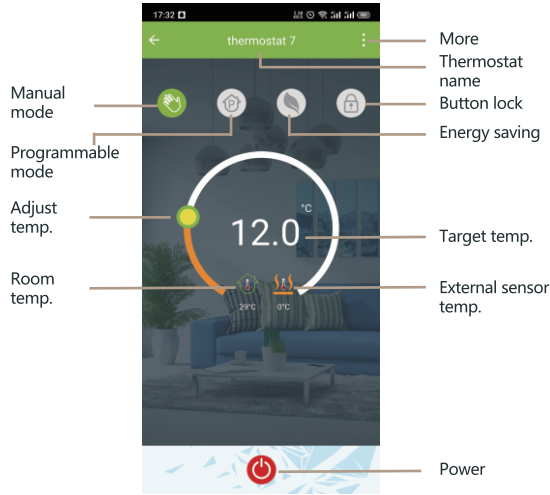 17:32
thermostat 7
More
Thermostat
name
Button lock
Energy saving
Manual
mode
P
Programmable
mode
Adjust
temp.
12.0 °C
Target temp.
Room
temp.
29°C
0°C
External sensor
temp.
Power